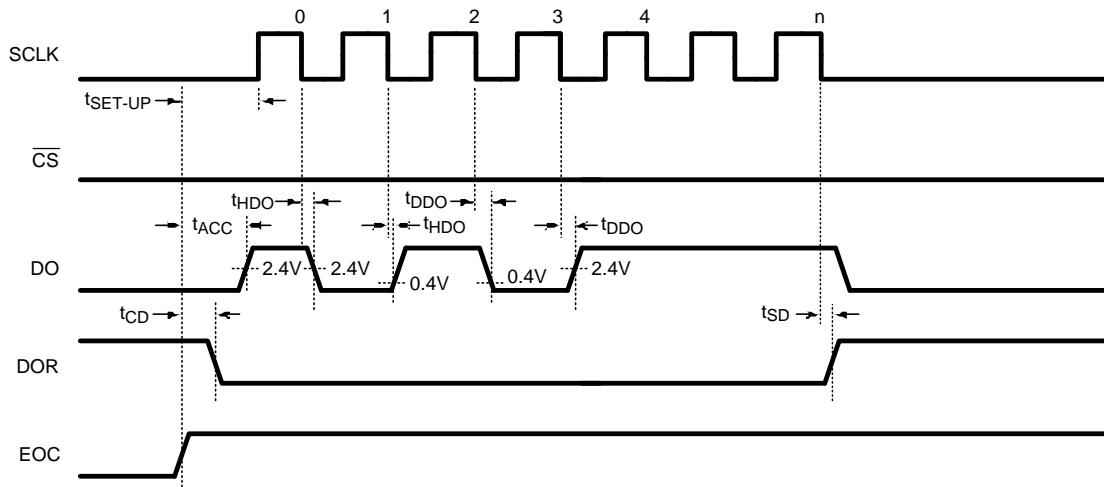 0 1 2 3 4 n
SCLK
tSET-UP
CS
tHDO
tDDO
tACC
tHDO
tDDO
DO
2.4V 2.4V 0.4V 0.4V 2.4V
tCD
tSD
DOR
EOC